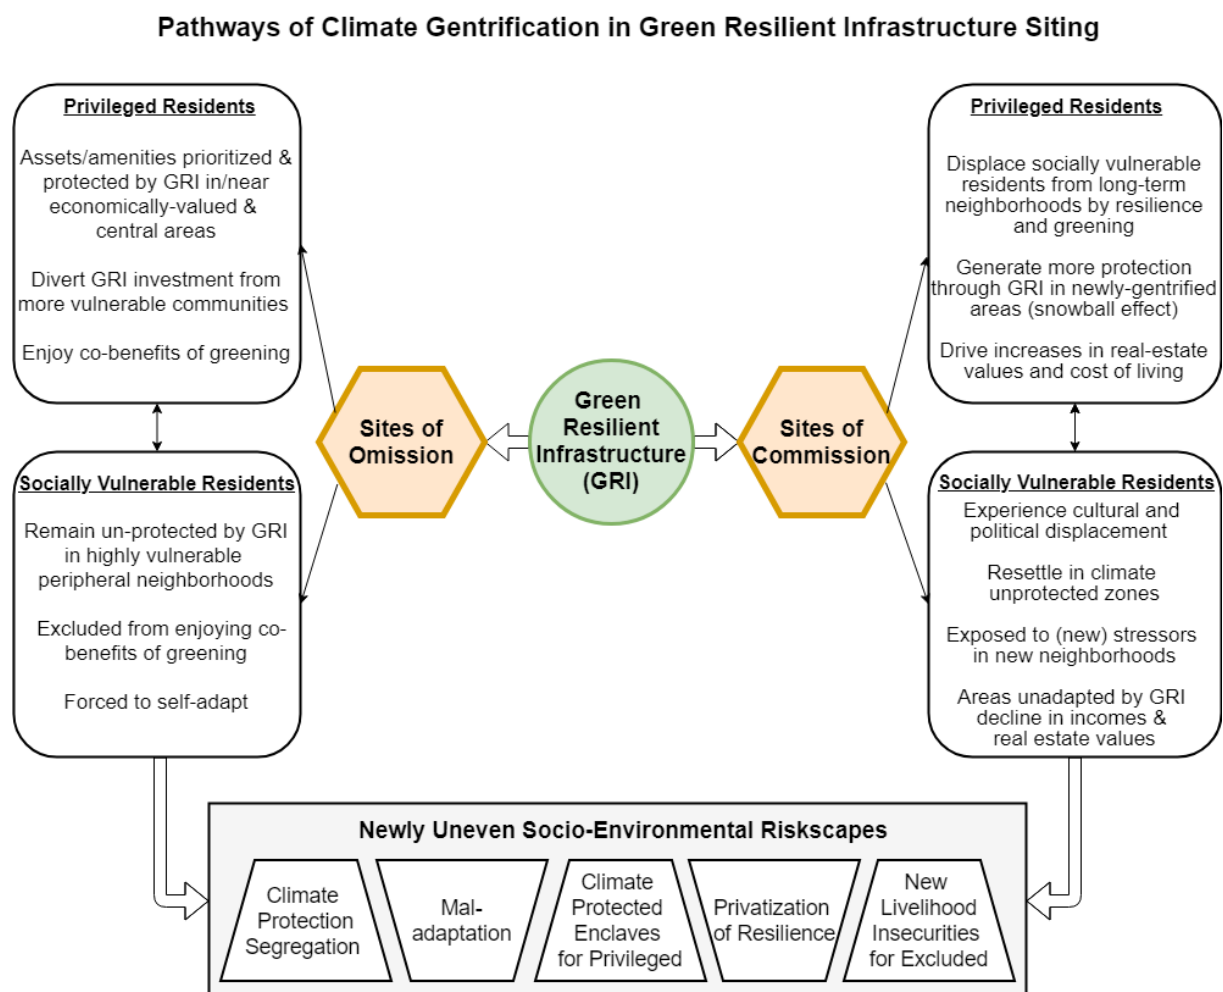 Pathways of Climate Gentrification in Green Resilient Infrastructure Siting
Privileged Residents
Assets/amenities prioritized &
protected by GRI in/near
economically-valued &
central areas
Divert GRI investment from
more vulnerable communities
Enjoy co-benefits of greening
Socially Vulnerable Residents
Remain un-protected by GRI
in highly vulnerable
peripheral neighborhoods
Excluded from enjoying co-
benefits of greening
Forced to self-adapt
Sites of
Omission
Green
Resilient
Infrastructure
(GRI)
Sites of
Commission
Privileged Residents
Displace socially vulnerable
residents from long-term
neighborhoods by resilience
and greening
Generate more protection
through GRI in newly-gentrified
areas (snowball effect)
Drive increases in real-estate
values and cost of living
Socially Vulnerable Residents
Experience cultural and
political displacement
Resettle in climate
unprotected zones
Exposed to (new) stressors
in new neighborhoods
Areas unadapted by GRI
decline in incomes &
real estate values
Newly Uneven Socio-Environmental Riskscapes
Climate
Protection
Segregation
Mal-
adaptation
Climate
Protected
Enclaves
for Privileged
Privatization
of Resilience
New
Livelihood
Insecurities
for Excluded